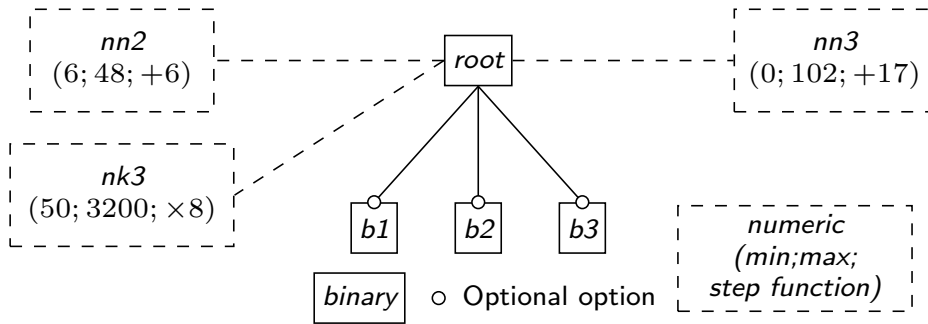 nn2
(6; 48; +6)
root
nn3
(0; 102; +17)
nk3
(50; 3200; ×8)
b1
b2
b3
numeric
(min;max;
step function)
binary
Optional option